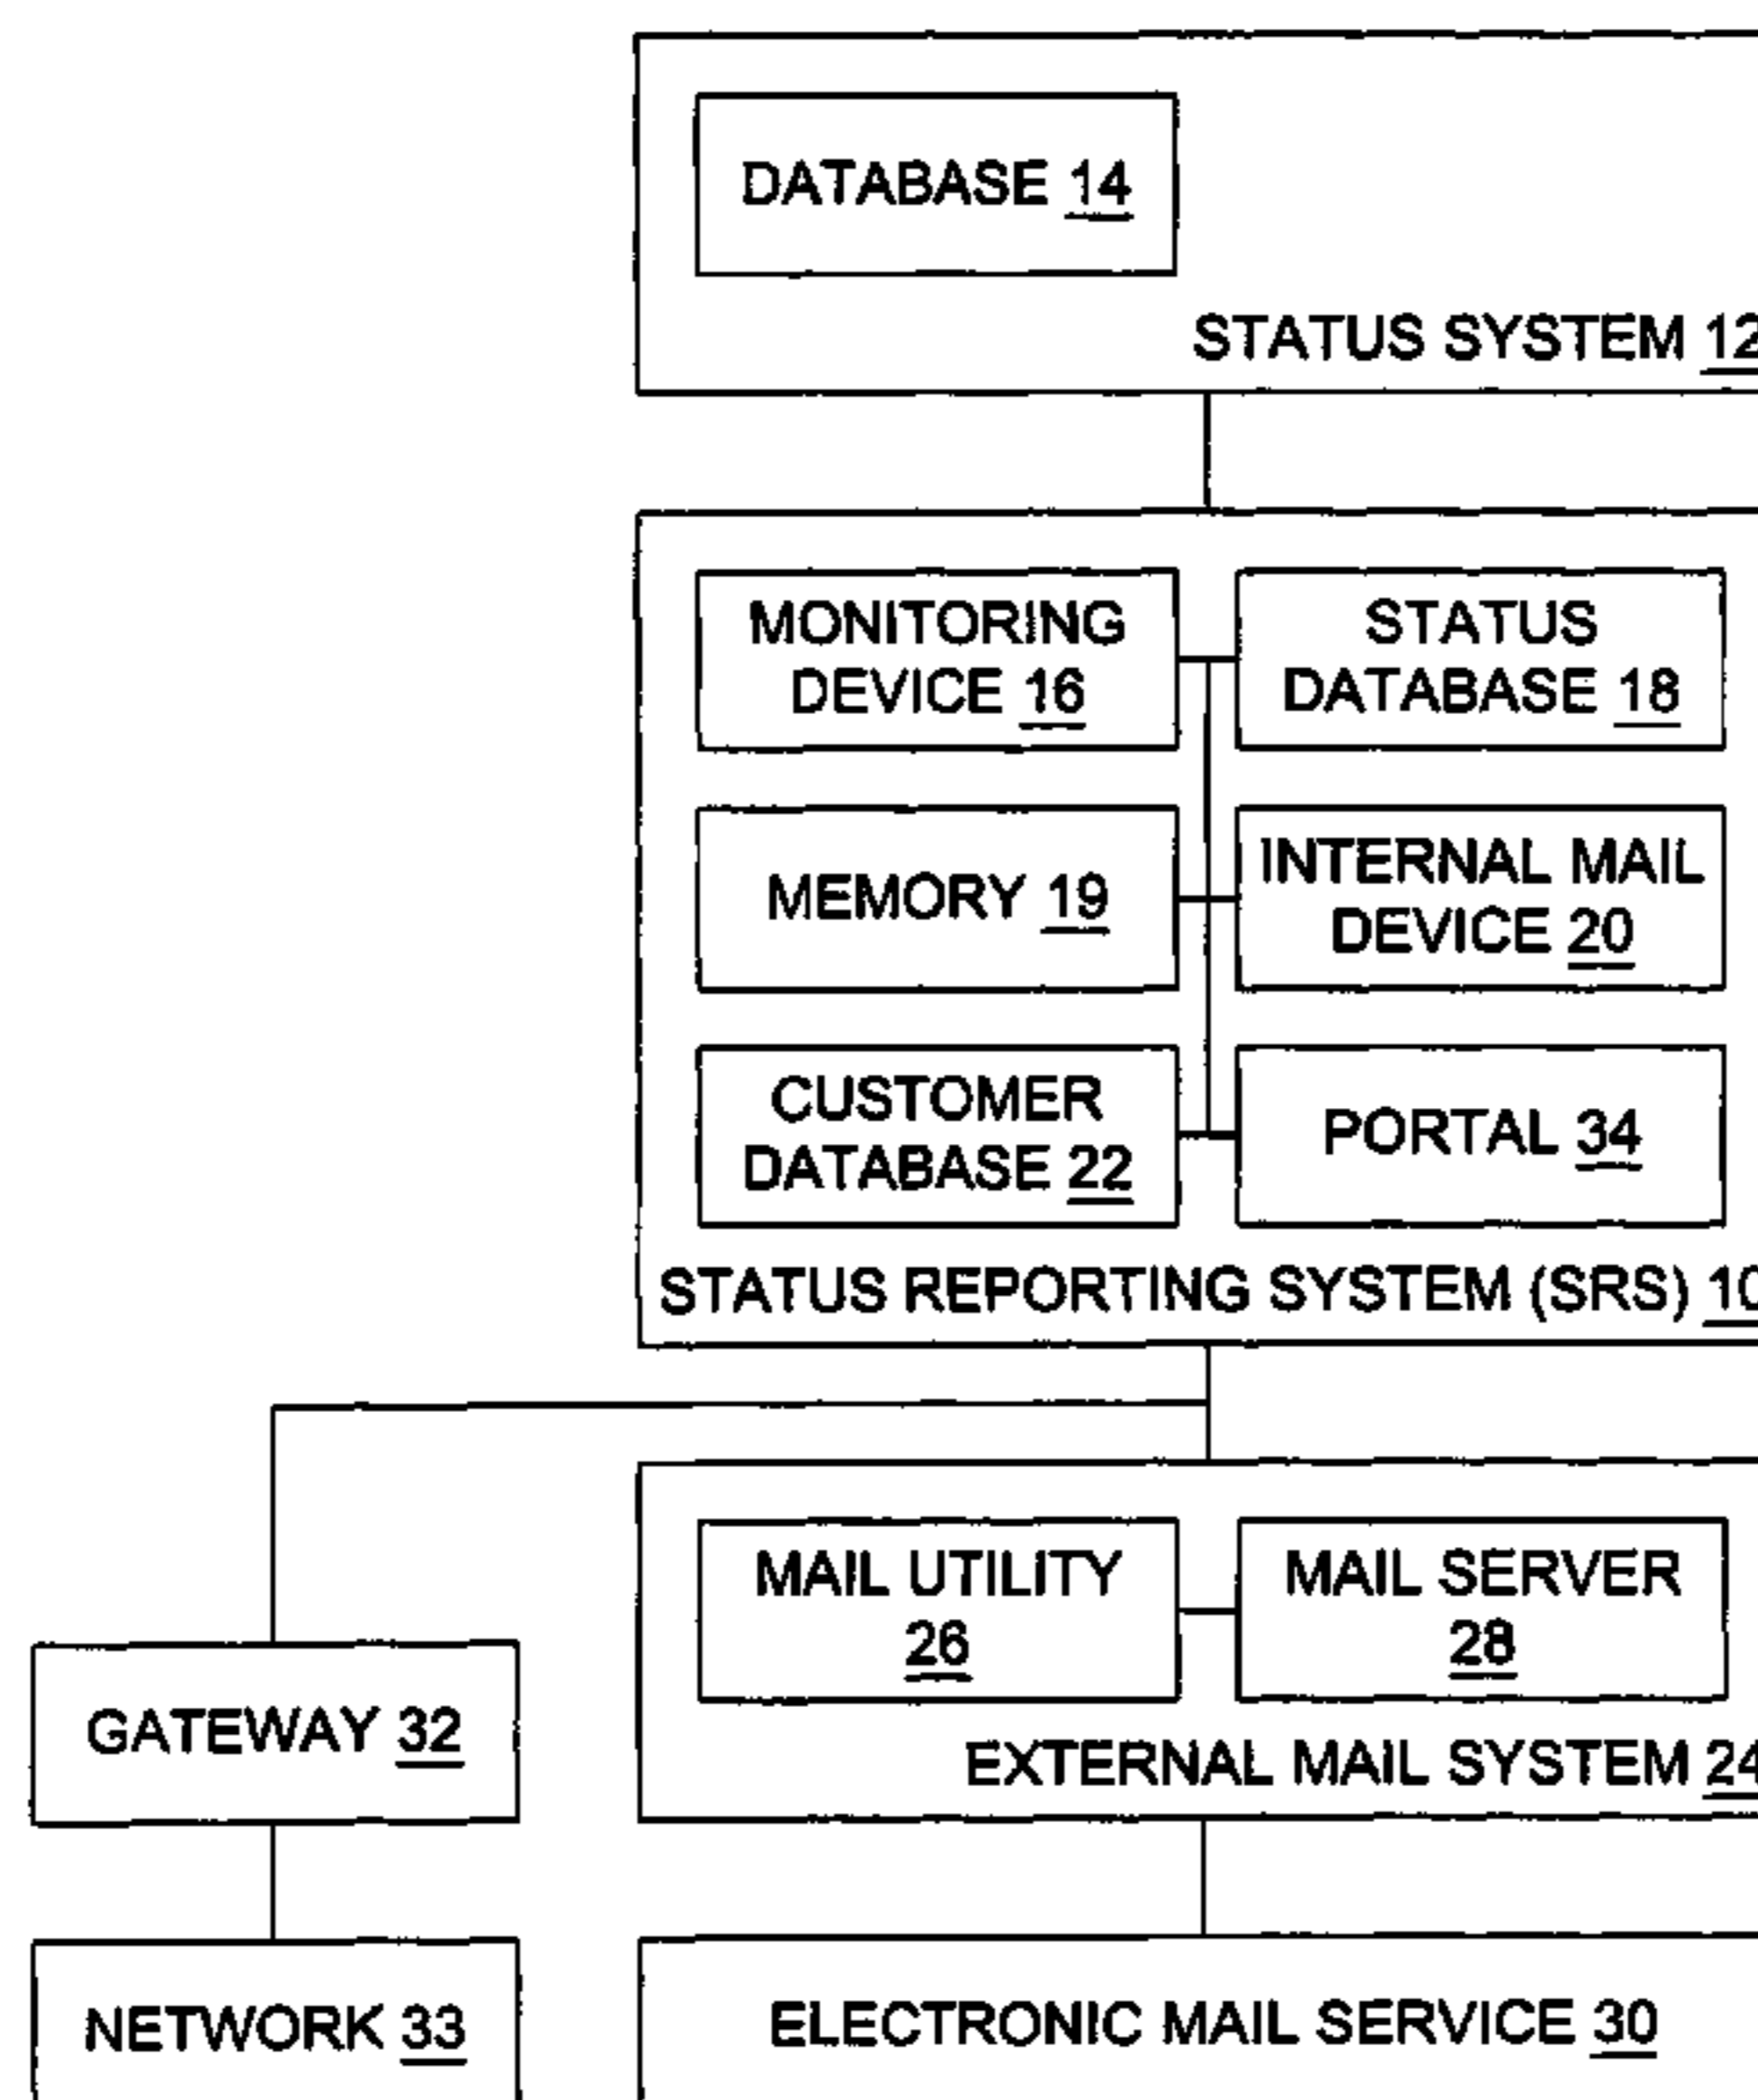 DATABASE 14
STATUS SYSTEM 12
MONITORING
DEVICE 16
STATUS
DATABASE 18
MEMORY 19
INTERNAL MAIL
DEVICE 20
CUSTOMER
DATABASE 22
PORTAL 34
STATUS REPORTING SYSTEM (SRS) 10
MAIL UTILITY
26
MAIL SERVER
28
GATEWAY 32
EXTERNAL MAIL SYSTEM 24
NETWORK 33
ELECTRONIC MAIL SERVICE 30